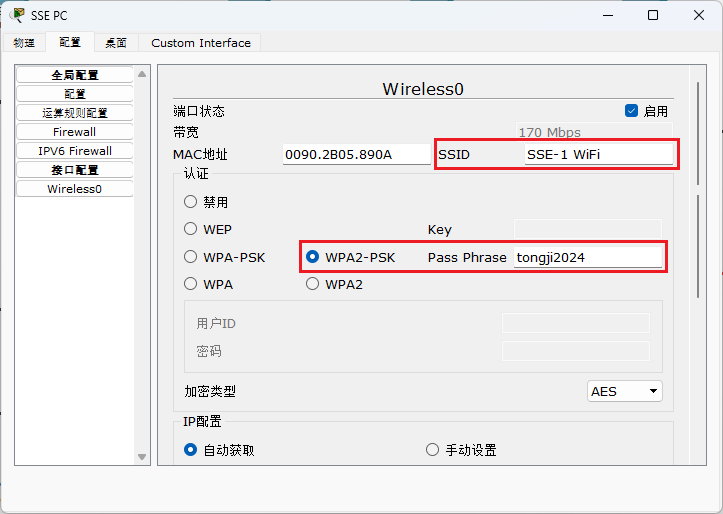 SSE PC
物理 配置 桌面 Custom Interface
全局配置
配置
运算规则配置
Firewall
IPV6 Firewall
接口配置
Wireless0
Wireless0
端口状态 启用
带宽 170 Mbps
MAC地址 0090.2B05.890A SSID SSE-1 WiFi
认证
禁用
WEP Key
WPA-PSK WPA2-PSK Pass Phrase tongji2024
WPA WPA2
用户ID
密码
加密类型 AES
IP配置
自动获取 手动设置